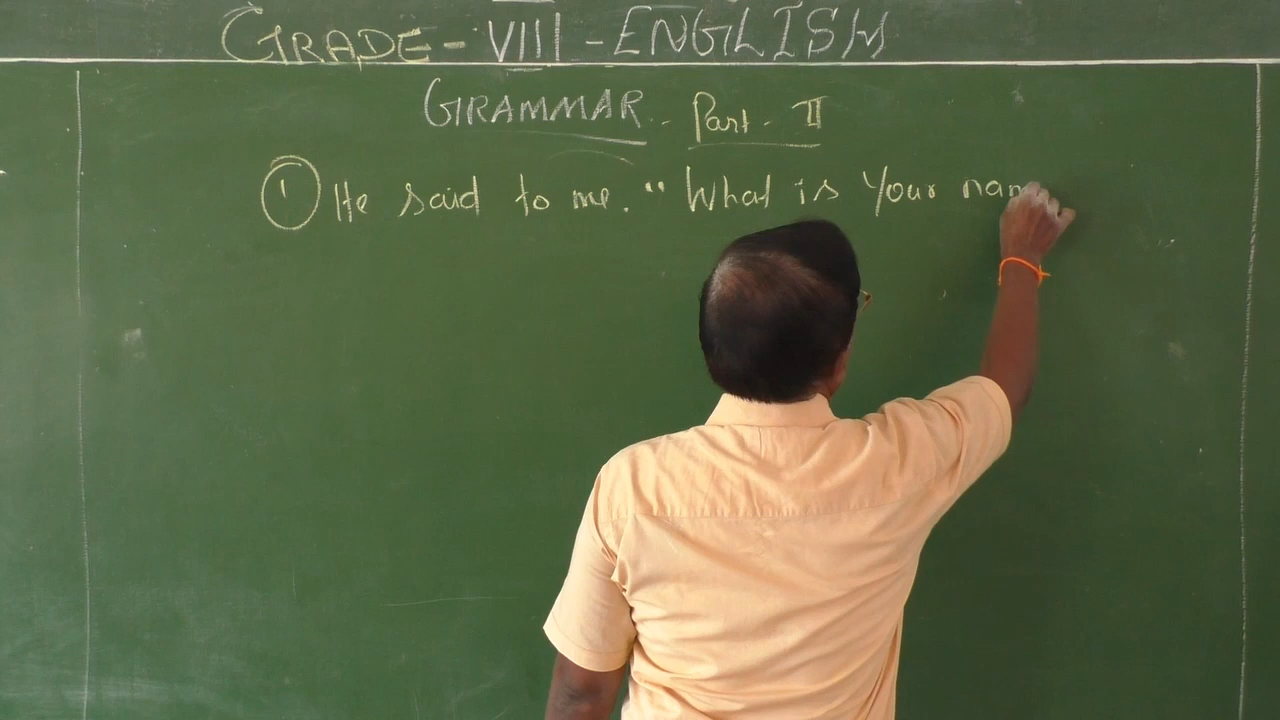 GRADE - VIII - ENGLISH
GRAMMAR - Part - II
① He said to me. "What is Your nam